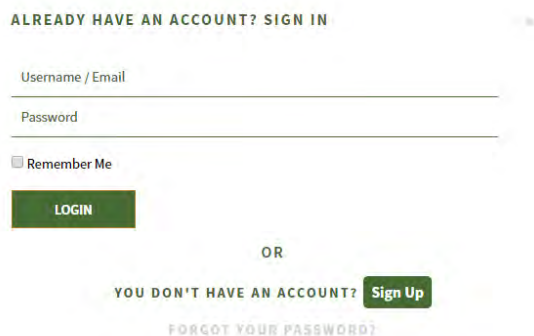 ALREADY HAVE AN ACCOUNT? SIGN IN
Username / Email
Password
Remember Me
LOGIN
OR
YOU DON'T HAVE AN ACCOUNT? Sign Up
FORGOT YOUR PASSWORD?